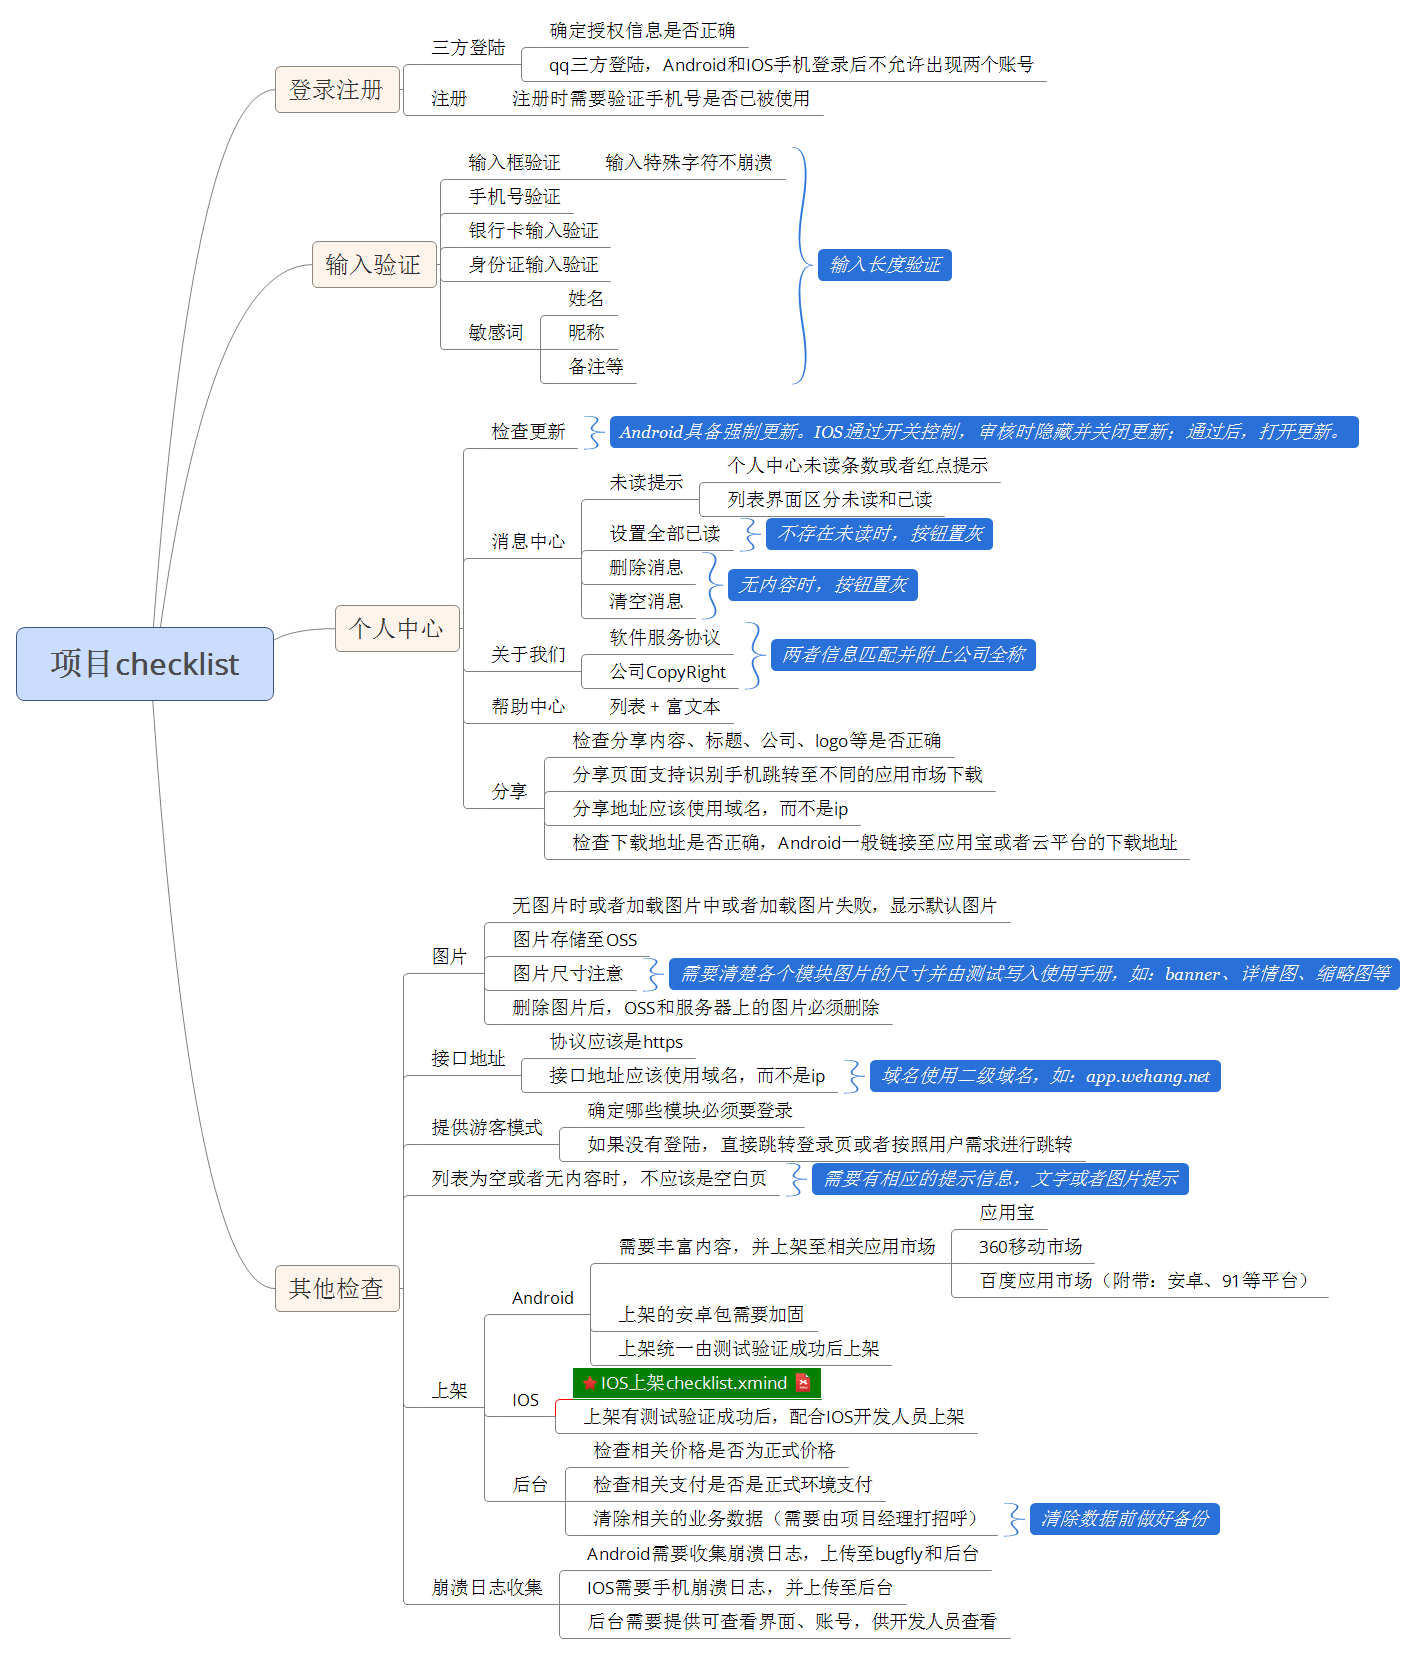 项目checklist
登录注册
三方登陆
确定授权信息是否正确
qq三方登陆，Android和IOS手机登录后不允许出现两个账号
注册
注册时需要验证手机号是否已被使用
输入验证
输入框验证
输入特殊字符不崩溃
手机号验证
银行卡输入验证
身份证输入验证
敏感词
姓名
昵称
备注等
输入长度验证
个人中心
检查更新
Android具备强制更新。IOS通过开关控制，审核时隐藏并关闭更新；通过后，打开更新。
消息中心
未读提示
个人中心未读条数或者红点提示
列表界面区分未读和已读
设置全部已读
不存在未读时，按钮置灰
删除消息
清空消息
无内容时，按钮置灰
关于我们
软件服务协议
公司CopyRight
两者信息匹配并附上公司全称
帮助中心
列表 + 富文本
分享
检查分享内容、标题、公司、logo等是否正确
分享页面支持识别手机跳转至不同的应用市场下载
分享地址应该使用域名，而不是ip
检查下载地址是否正确，Android一般链接至应用宝或者云平台的下载地址
其他检查
图片
无图片时或者加载图片中或者加载图片失败，显示默认图片
图片存储至OSS
图片尺寸注意
需要清楚各个模块图片的尺寸并由测试写入使用手册，如：banner、详情图、缩略图等
删除图片后，OSS和服务器上的图片必须删除
接口地址
协议应该是https
接口地址应该使用域名，而不是ip
域名使用二级域名，如：app.wehang.net
提供游客模式
确定哪些模块必须要登录
如果没有登陆，直接跳转登录页或者按照用户需求进行跳转
列表为空或者无内容时，不应该是空白页
需要有相应的提示信息，文字或者图片提示
上架
Android
需要丰富内容，并上架至相关应用市场
应用宝
360移动市场
百度应用市场（附带：安卓、91等平台）
上架的安卓包需要加固
上架统一由测试验证成功后上架
IOS
IOS上架checklist.xmind
上架有测试验证成功后，配合IOS开发人员上架
后台
检查相关价格是否为正式价格
检查相关支付是否是正式环境支付
清除相关的业务数据（需要由项目经理打招呼）
清除数据前做好备份
崩溃日志收集
Android需要收集崩溃日志，上传至bugfly和后台
IOS需要手机崩溃日志，并上传至后台
后台需要提供可查看界面、账号，供开发人员查看